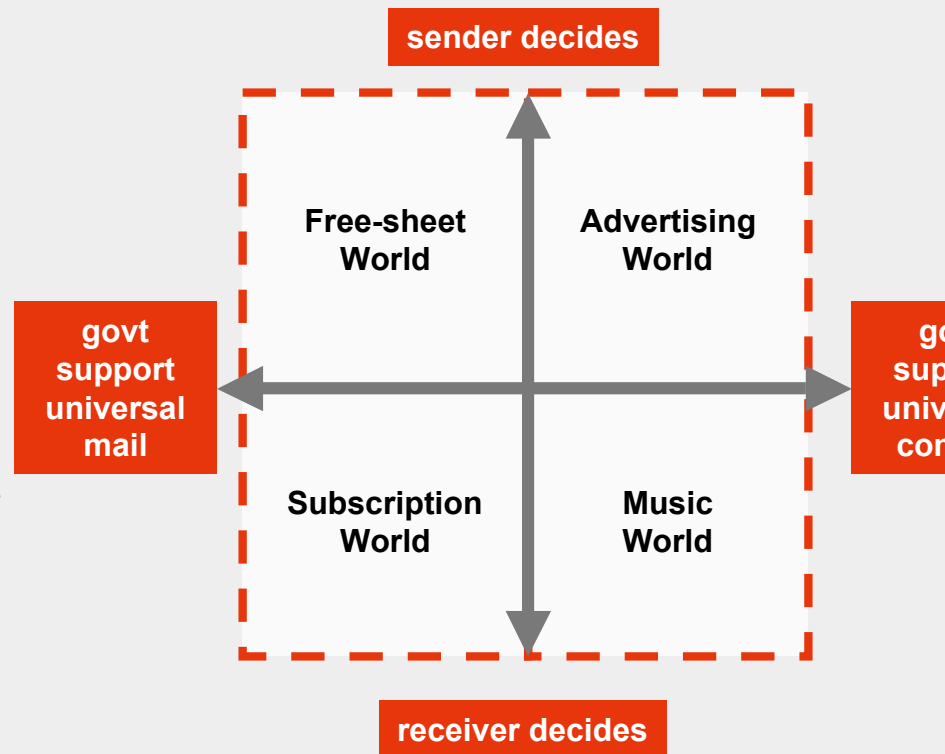 sender decides
Free-sheet
World
Advertising
World
govt
support
universal
mail
Subscription
World
Music
World
receiver decides